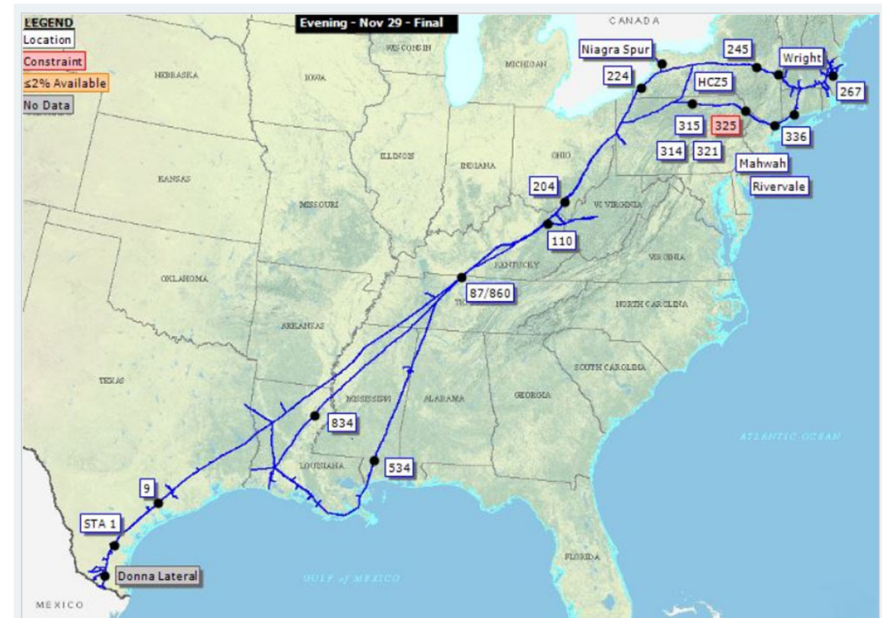 LEGEND
Location
Constraint
≤2% Available
No Data
Evening - Nov 29 - Final
CANADA
WISCONSIN
MICHIGAN
NEBRASKA
IOWA
ILLINOIS
INDIANA
OHIO
KANSAS
MISSOURI
W. VIRGINIA
VIRGINIA
KENTUCKY
OKLAHOMA
ARKANSAS
NORTH CAROLINA
SOUTH CAROLINA
TEXAS
MISSISSIPPI
ALABAMA
GEORGIA
LOUISIANA
FLORIDA
ATLANTIC OCEAN
GULF of MEXICO
MEXICO
Niagra Spur
245
Wright
224
HCZ5
267
315
325
336
314
321
Mahwah
Rivervale
204
110
87/860
834
534
9
STA 1
Donna Lateral